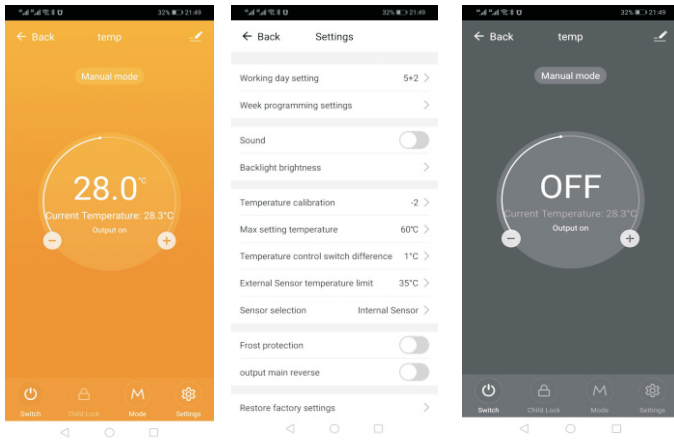 32% 21:49
← Back temp
Manual mode
28.0°C
Current Temperature: 28.3°C
Output on
− +
Switch Child Lock Mode Settings
32% 21:49
← Back Settings
Working day setting 5+2 >
Week programming settings >
Sound
Backlight brightness >
Temperature calibration -2 >
Max setting temperature 60°C >
Temperature control switch difference 1°C >
External Sensor temperature limit 35°C >
Sensor selection Internal Sensor >
Frost protection
output main reverse
Restore factory settings >
32% 21:49
← Back temp
Manual mode
OFF
Current Temperature: 28.3°C
Output on
− +
Switch Child Lock Mode Settings